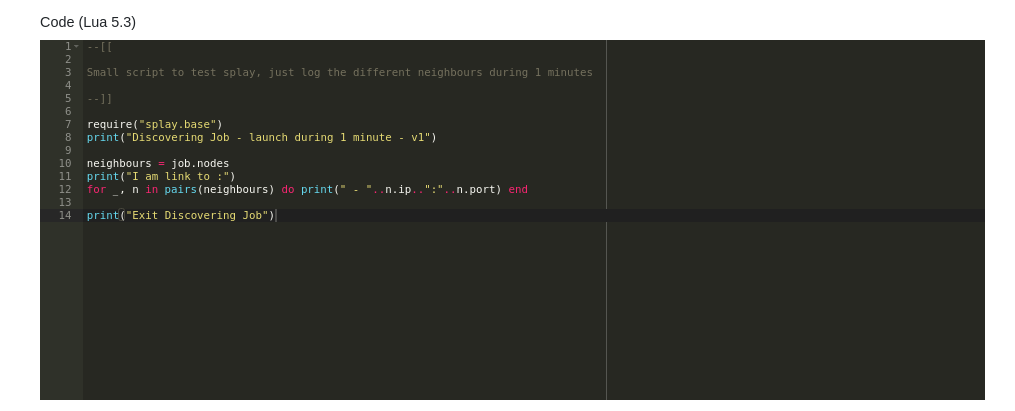 Code (Lua 5.3)
1 --[[
2
3 Small script to test splay, just log the different neighbours during 1 minutes
4
5 --]]
6
7 require("splay.base")
8 print("Discovering Job - launch during 1 minute - v1")
9
10 neighbours = job.nodes
11 print("I am link to :")
12 for _, n in pairs(neighbours) do print(" - "..n.ip..":"..n.port) end
13
14 print("Exit Discovering Job")